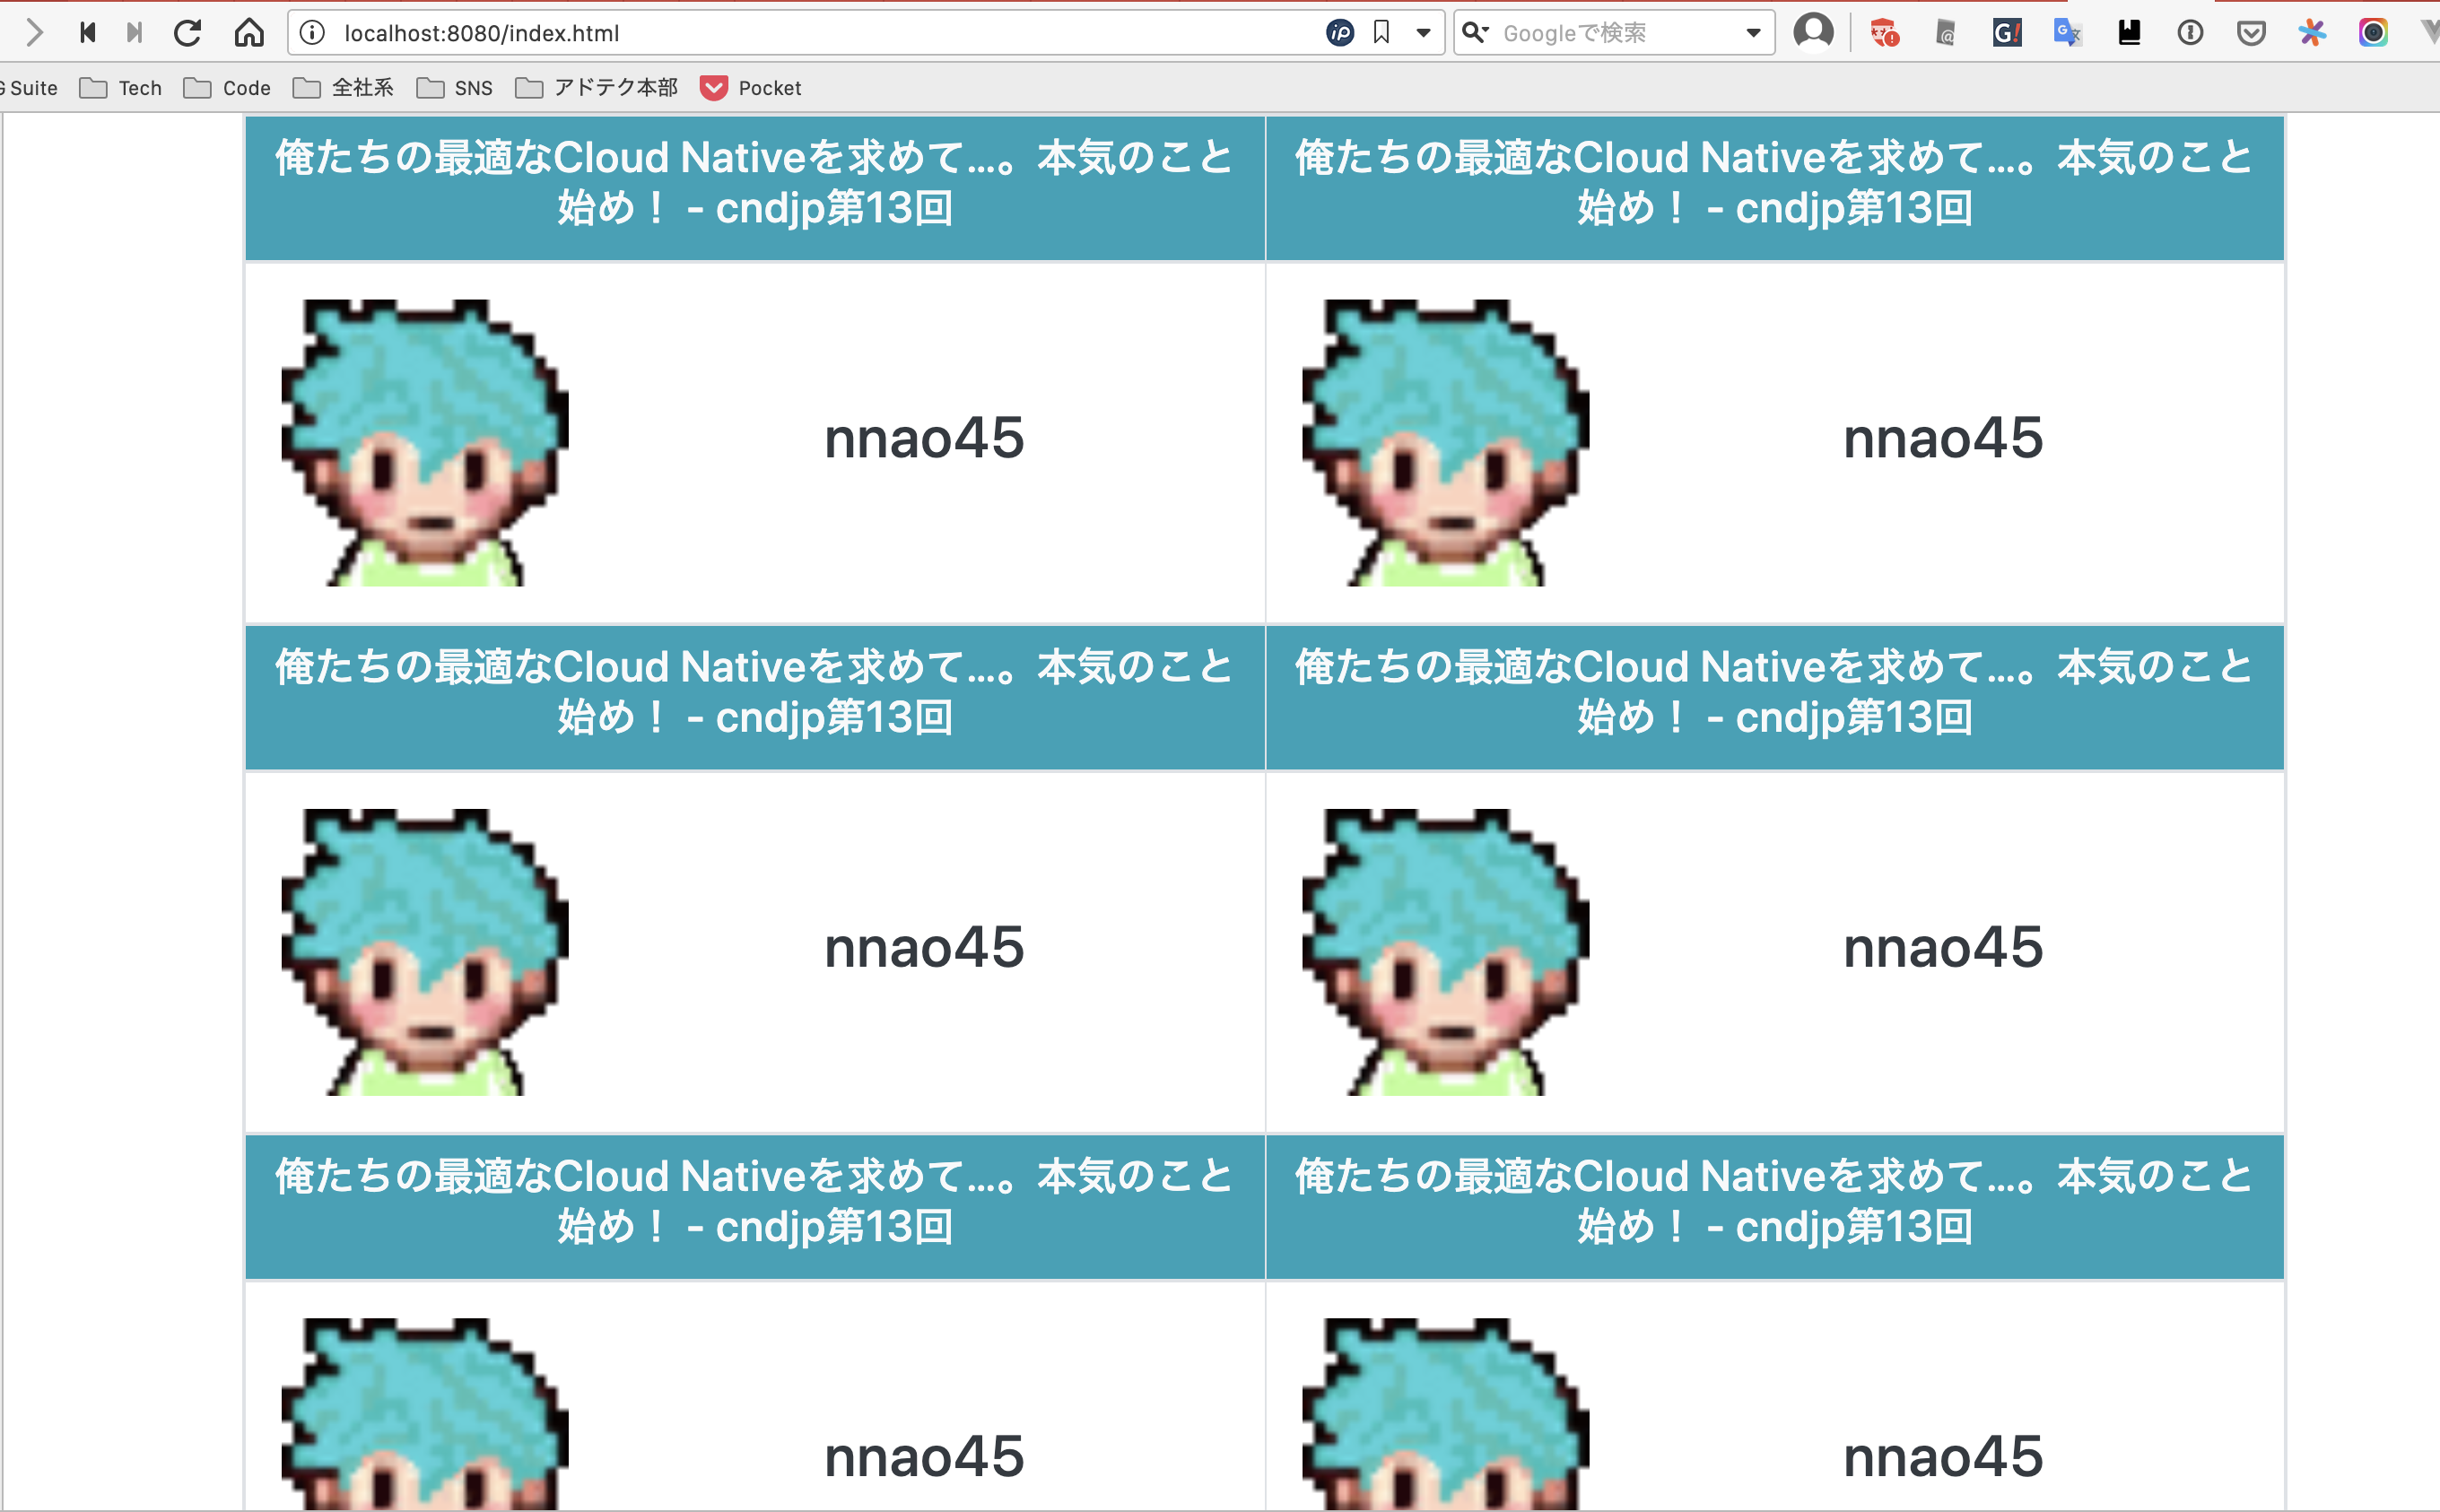 localhost:8080/index.html
Googleで検索
G Suite
Tech
Code
全社系
SNS
アドテク本部
Pocket
俺たちの最適なCloud Nativeを求めて…。本気のこと
始め！ - cndjp第13回
俺たちの最適なCloud Nativeを求めて…。本気のこと
始め！ - cndjp第13回
nnao45
nnao45
俺たちの最適なCloud Nativeを求めて…。本気のこと
始め！ - cndjp第13回
俺たちの最適なCloud Nativeを求めて…。本気のこと
始め！ - cndjp第13回
nnao45
nnao45
俺たちの最適なCloud Nativeを求めて…。本気のこと
始め！ - cndjp第13回
俺たちの最適なCloud Nativeを求めて…。本気のこと
始め！ - cndjp第13回
nnao45
nnao45